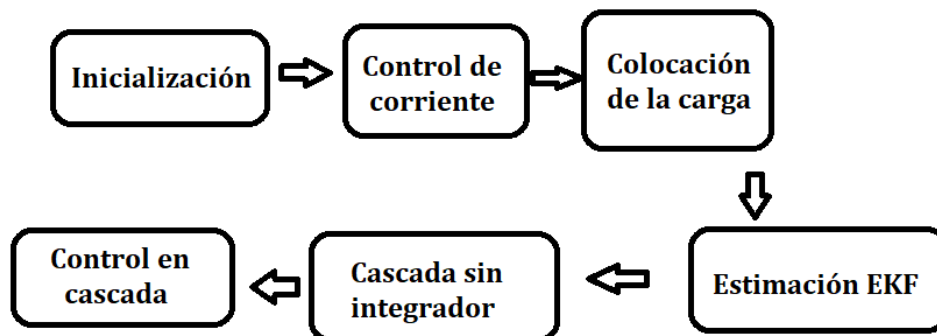 Inicialización
Control de
corriente
Colocación
de la carga
Estimación EKF
Cascada sin
integrador
Control en
cascada